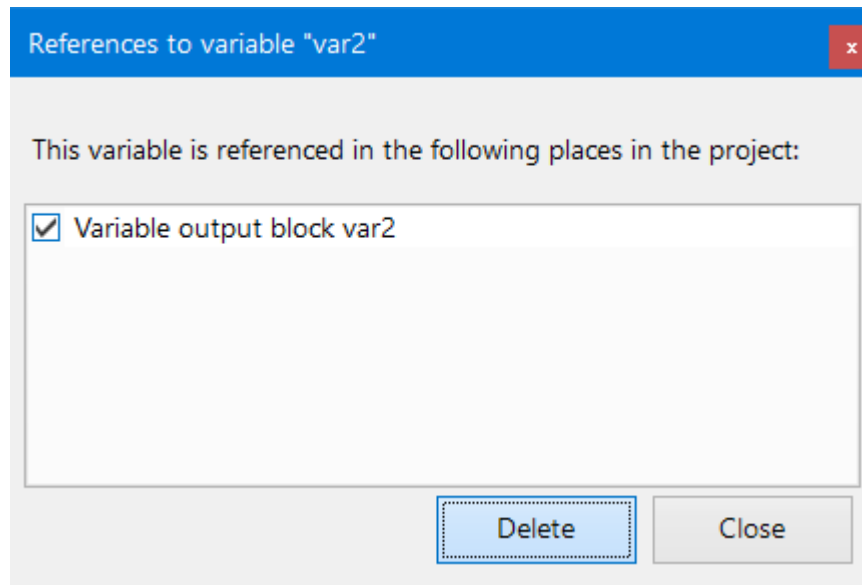 References to variable "var2"
x
This variable is referenced in the following places in the project:
Variable output block var2
Delete
Close